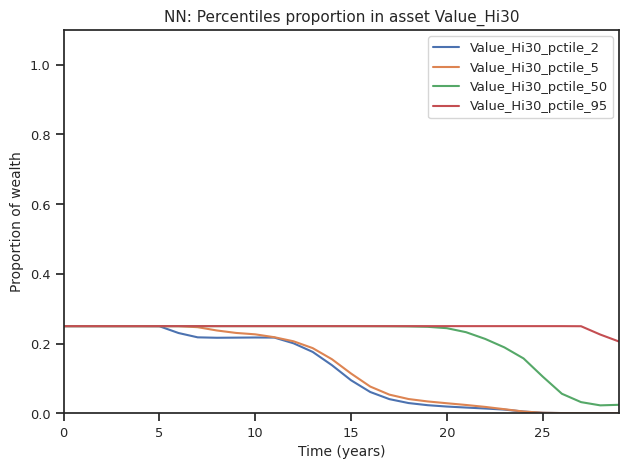 NN: Percentiles proportion in asset Value_Hi30
Value_Hi30_pctile_2
Value_Hi30_pctile_5
Value_Hi30_pctile_50
Value_Hi30_pctile_95
Proportion of wealth
1.0
0.8
0.6
0.4
0.2
0.0
0 5 10 15 20 25
Time (years)